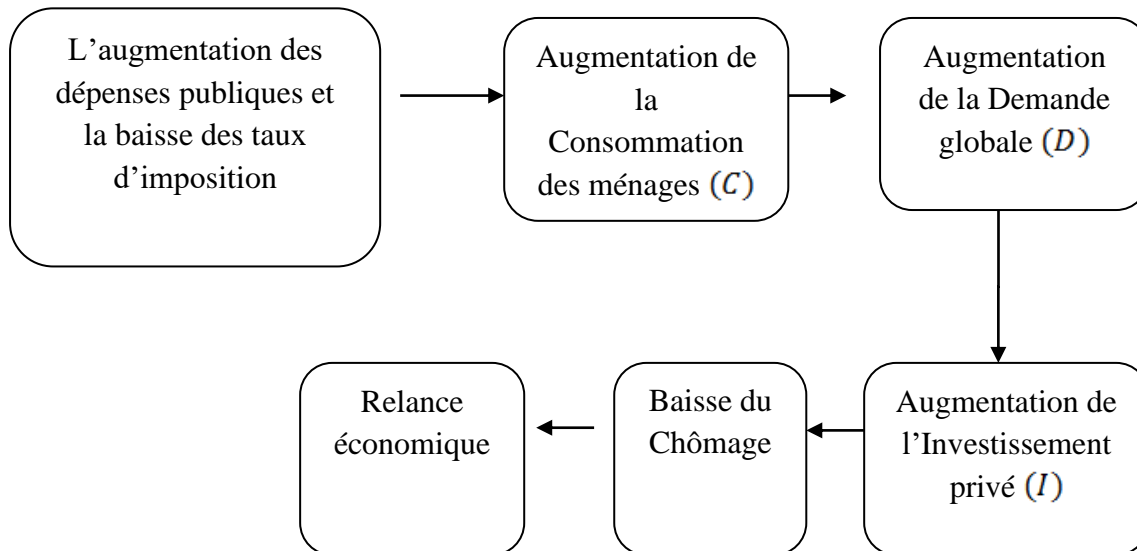 L’augmentation des
dépenses publiques et
la baisse des taux
d’imposition
Augmentation de
la
Consommation
des ménages (C)
Augmentation
de la Demande
globale (D)
Augmentation de
l’Investissement
privé (I)
Baisse du
Chômage
Relance
économique